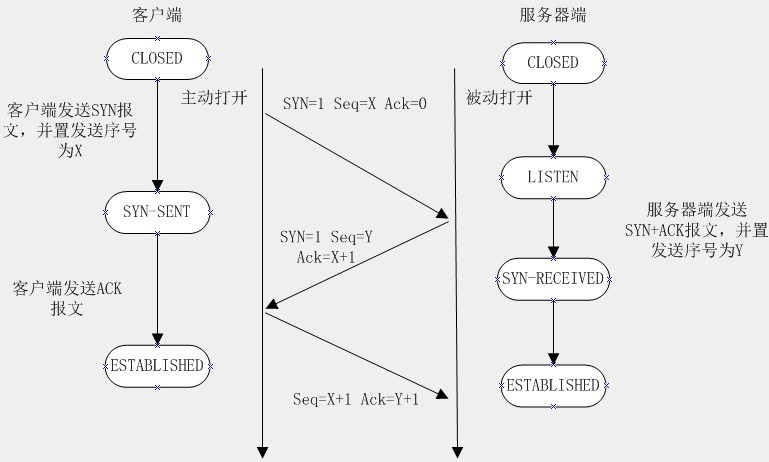 客户端
服务器端
CLOSED
CLOSED
主动打开
被动打开
SYN=1 Seq=X Ack=0
客户端发送SYN报
文，并置发送序号
为X
LISTEN
SYN-SENT
服务器端发送
SYN+ACK报文，并置
发送序号为Y
SYN=1 Seq=Y
Ack=X+1
SYN-RECEIVED
客户端发送ACK
报文
ESTABLISHED
ESTABLISHED
Seq=X+1 Ack=Y+1